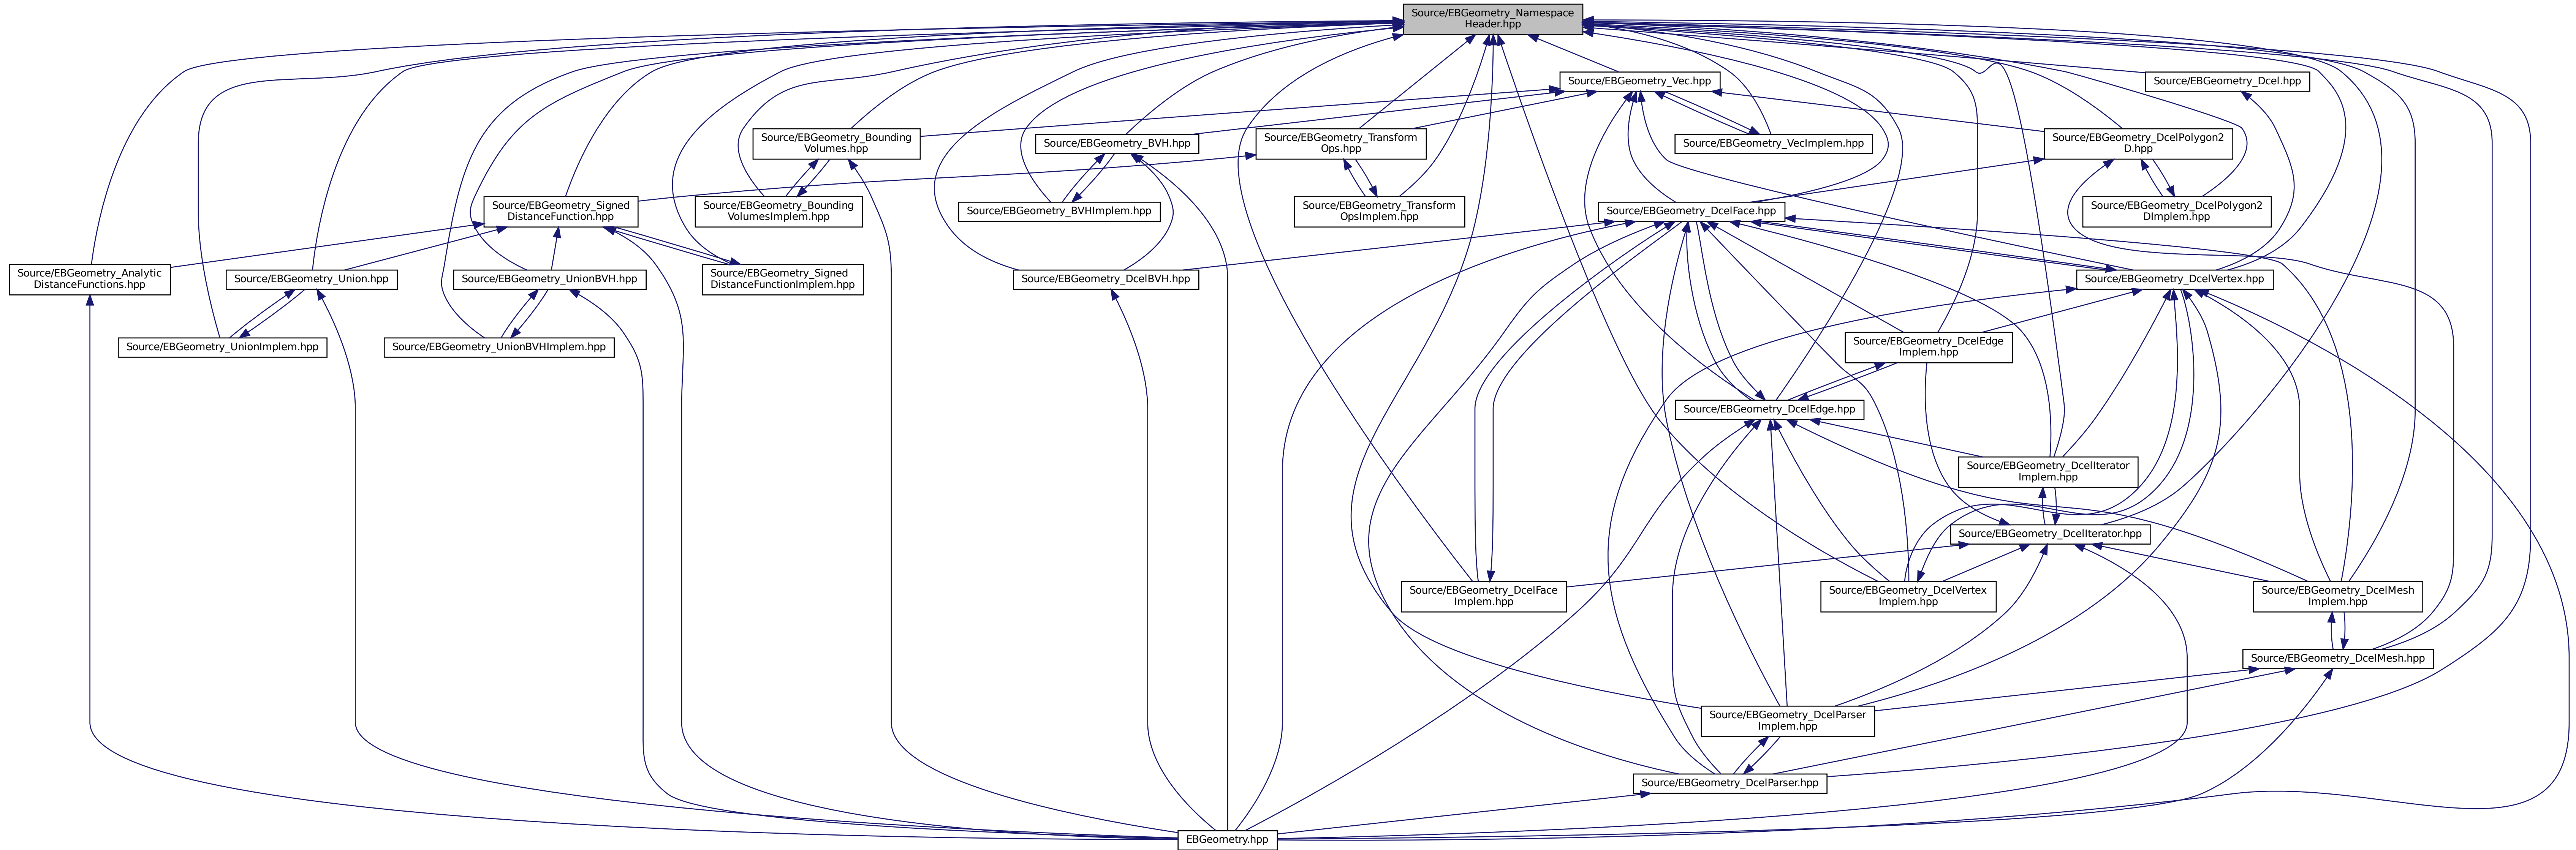 Source/EBGeometry_Namespace
Header.hpp
Source/EBGeometry_Vec.hpp
Source/EBGeometry_Dcel.hpp
Source/EBGeometry_Bounding
Volumes.hpp
Source/EBGeometry_BVH.hpp
Source/EBGeometry_Transform
Ops.hpp
Source/EBGeometry_VecImplem.hpp
Source/EBGeometry_DcelPolygon2
D.hpp
Source/EBGeometry_Signed
DistanceFunction.hpp
Source/EBGeometry_Bounding
VolumesImplem.hpp
Source/EBGeometry_BVHImplem.hpp
Source/EBGeometry_Transform
OpsImplem.hpp
Source/EBGeometry_DcelFace.hpp
Source/EBGeometry_DcelPolygon2
DImplem.hpp
Source/EBGeometry_Analytic
DistanceFunctions.hpp
Source/EBGeometry_Union.hpp
Source/EBGeometry_UnionBVH.hpp
Source/EBGeometry_Signed
DistanceFunctionImplem.hpp
Source/EBGeometry_DcelBVH.hpp
Source/EBGeometry_DcelVertex.hpp
Source/EBGeometry_UnionImplem.hpp
Source/EBGeometry_UnionBVHImplem.hpp
Source/EBGeometry_DcelEdge
Implem.hpp
Source/EBGeometry_DcelEdge.hpp
Source/EBGeometry_DcelIterator
Implem.hpp
Source/EBGeometry_DcelIterator.hpp
Source/EBGeometry_DcelFace
Implem.hpp
Source/EBGeometry_DcelVertex
Implem.hpp
Source/EBGeometry_DcelMesh
Implem.hpp
Source/EBGeometry_DcelMesh.hpp
Source/EBGeometry_DcelParser
Implem.hpp
Source/EBGeometry_DcelParser.hpp
EBGeometry.hpp